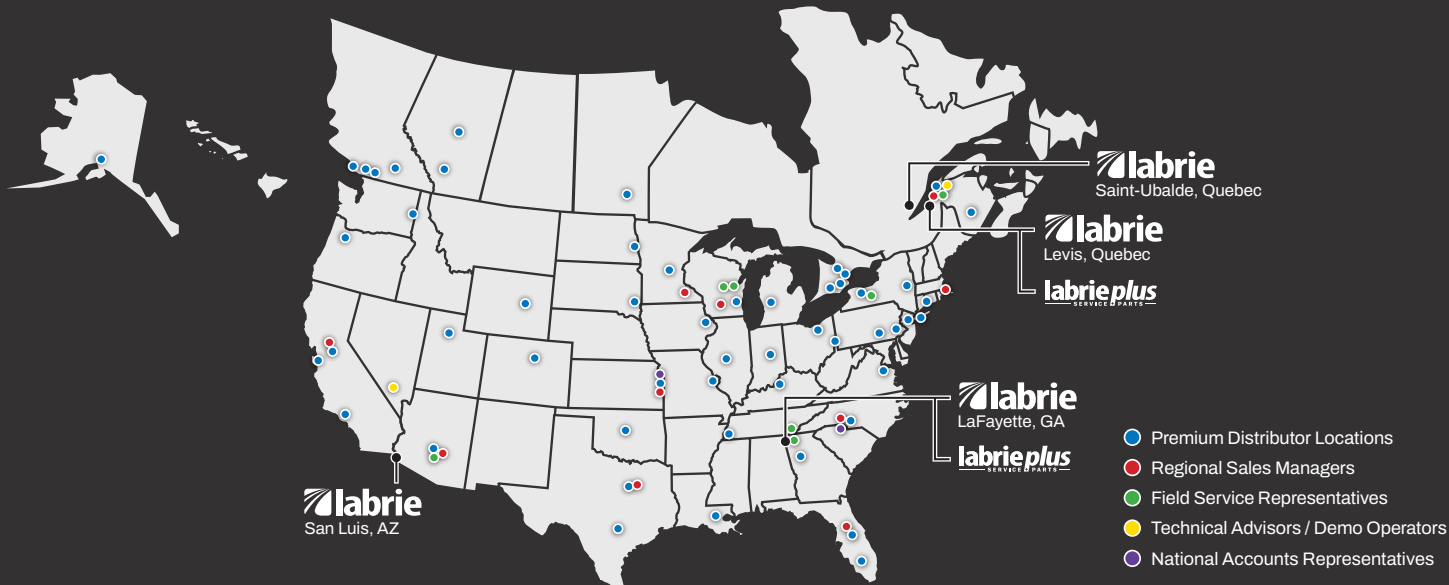 labrie
Saint-Ubalde, Quebec
labrie
Levis, Quebec
labrieplus
SERVICE & PARTS
labrie
LaFayette, GA
labrieplus
SERVICE & PARTS
labrie
San Luis, AZ
Premium Distributor Locations
Regional Sales Managers
Field Service Representatives
Technical Advisors / Demo Operators
National Accounts Representatives